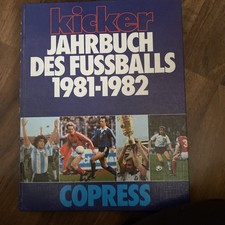 kicker
JAHRBUCH
DES FUSSBALLS
1981-1982
COPRESS